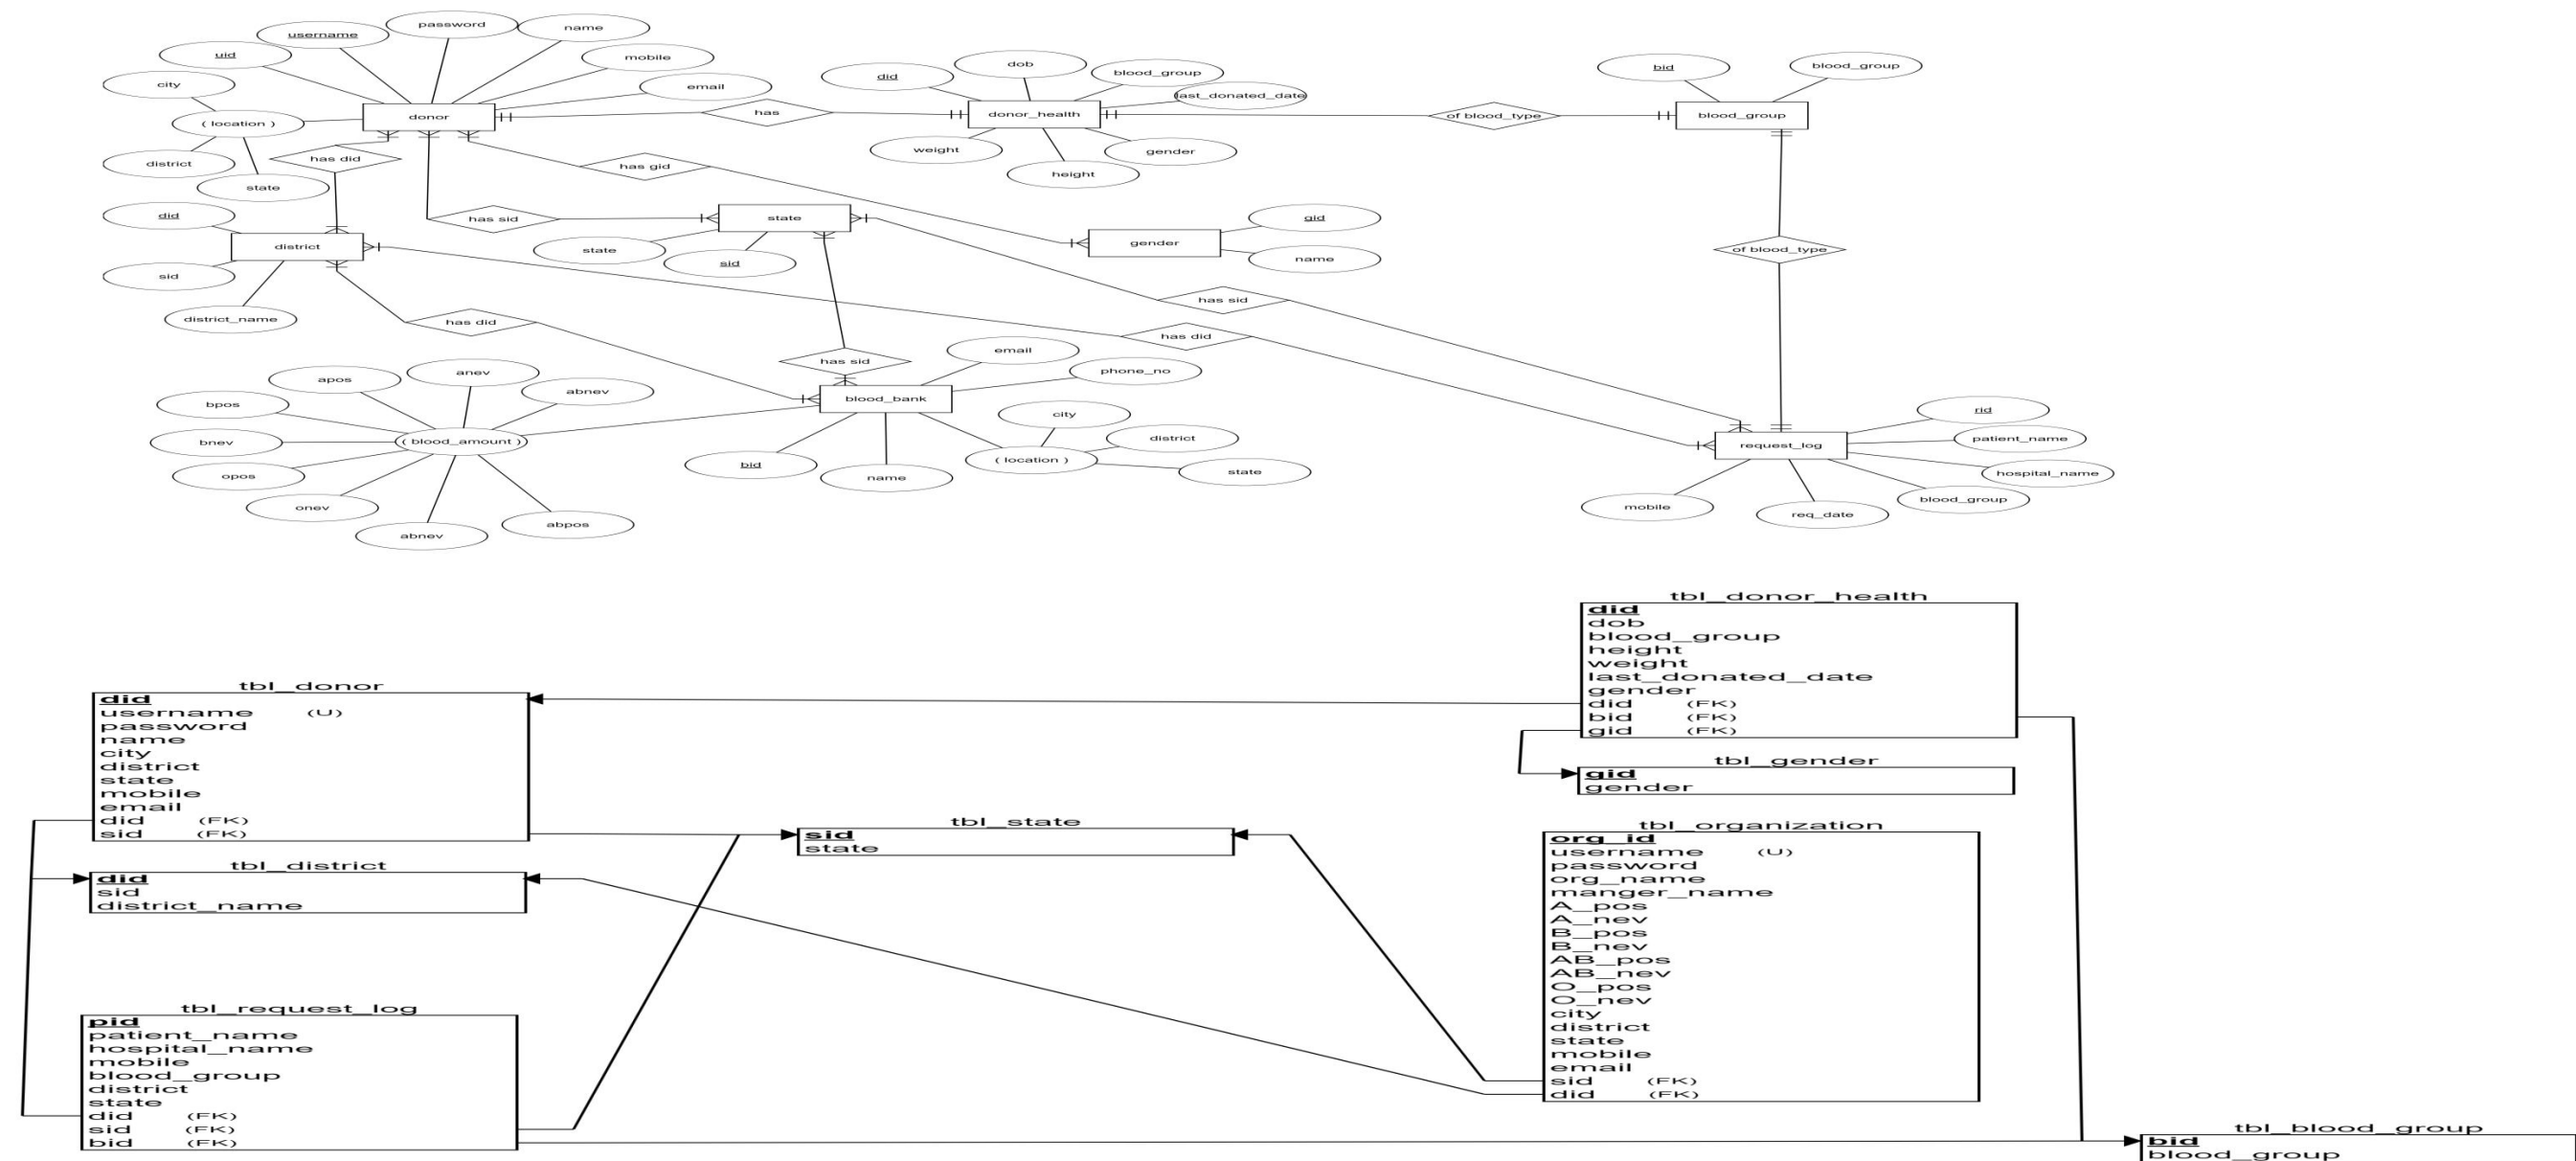 password
name
username
uid
mobile
city
email
( location )
donor
district
state
has
did
dob
blood_group
last_donated_date
donor_health
weight
height
gender
of blood_type
bid
blood_group
blood_group
has did
has gid
has sid
state
state
sid
gid
gender
name
did
district
sid
district_name
of blood_type
has sid
has did
has did
has sid
apos
anev
abnev
bpos
bnev
( blood_amount )
opos
onev
abnev
abpos
email
phone_no
blood_bank
city
district
( location )
state
bid
name
rid
patient_name
request_log
hospital_name
blood_group
mobile
req_date
tbl_donor_health
did
dob
blood_group
height
weight
last_donated_date
gender
did (FK)
bid (FK)
gid (FK)
tbl_donor
did
username (U)
password
name
city
district
state
mobile
email
did (FK)
sid (FK)
tbl_gender
gid
gender
tbl_state
sid
state
tbl_organization
org_id
username (U)
password
org_name
manger_name
A_pos
A_nev
B_pos
B_nev
AB_pos
AB_nev
O_pos
O_nev
city
district
state
mobile
email
sid (FK)
did (FK)
tbl_district
did
sid
district_name
tbl_request_log
pid
patient_name
hospital_name
mobile
blood_group
district
state
did (FK)
sid (FK)
bid (FK)
tbl_blood_group
bid
blood_group